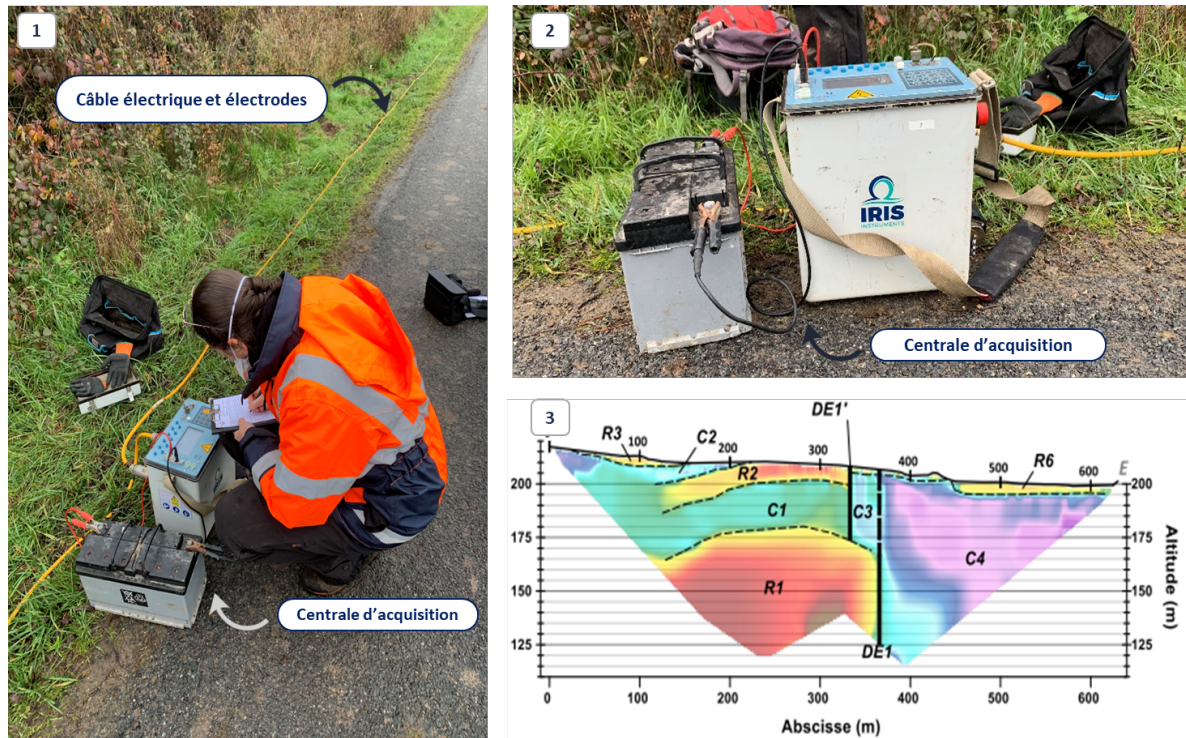 1
Câble électrique et électrodes
Centrale d'acquisition
2
IRIS
INSTRUMENTS
Centrale d'acquisition
3
DE1'
R3
100
C2
200
300
400
500
R6
600
E
R2
C1
C3
C4
R1
DE1
200
175
150
125
200
175
150
125
Altitude (m)
0
100
200
300
400
500
600
Abscisse (m)